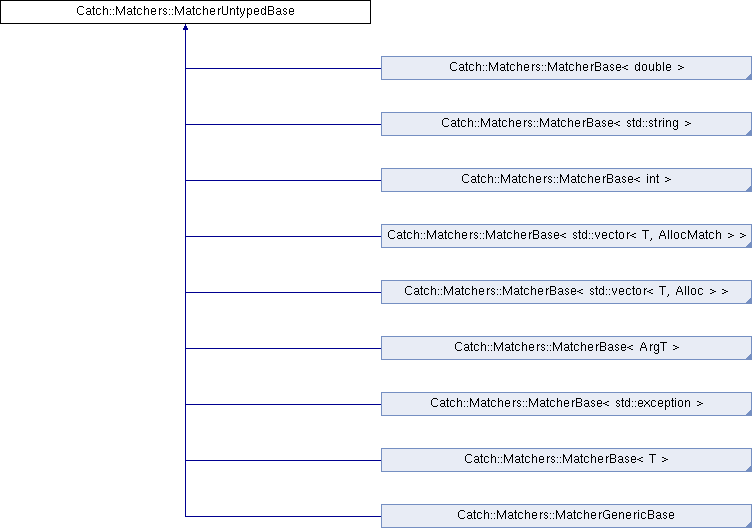 Catch::Matchers::MatcherUntypedBase
Catch::Matchers::MatcherBase< double >
Catch::Matchers::MatcherBase< std::string >
Catch::Matchers::MatcherBase< int >
Catch::Matchers::MatcherBase< std::vector< T, AllocMatch > >
Catch::Matchers::MatcherBase< std::vector< T, Alloc > >
Catch::Matchers::MatcherBase< ArgT >
Catch::Matchers::MatcherBase< std::exception >
Catch::Matchers::MatcherBase< T >
Catch::Matchers::MatcherGenericBase